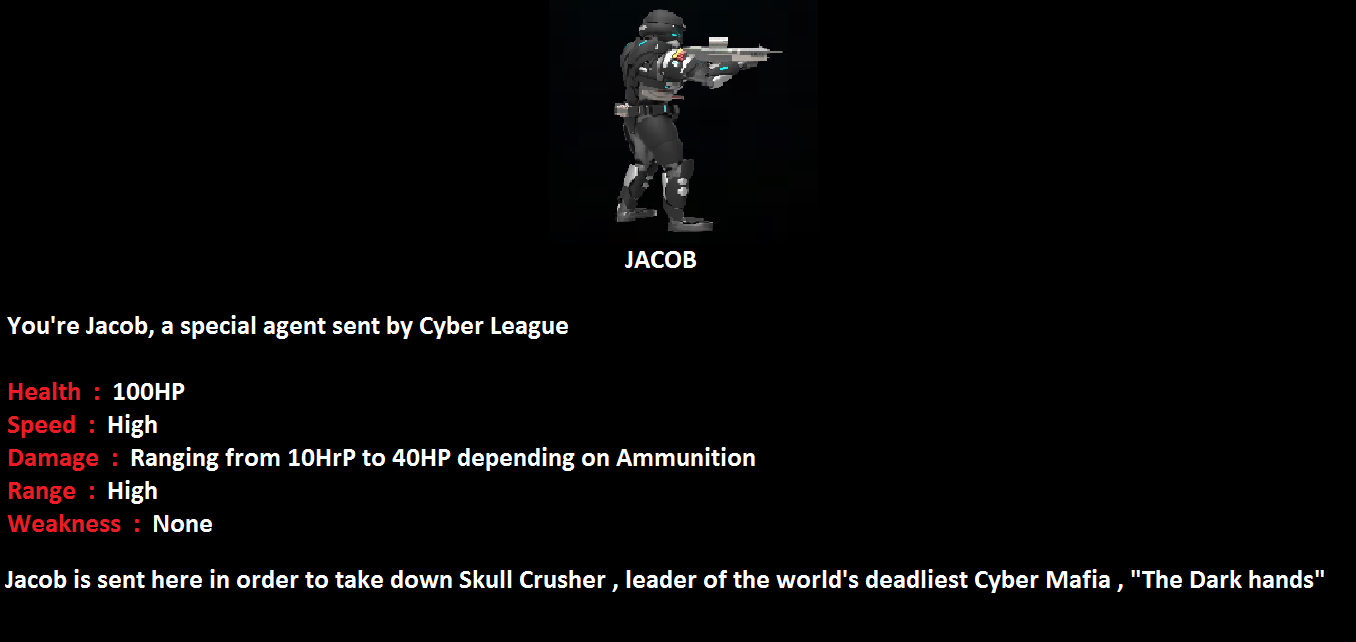 JACOB
You're Jacob, a special agent sent by Cyber League
Health : 100HP
Speed : High
Damage : Ranging from 10HrP to 40HP depending on Ammunition
Range : High
Weakness : None
Jacob is sent here in order to take down Skull Crusher , leader of the world's deadliest Cyber Mafia , "The Dark hands"